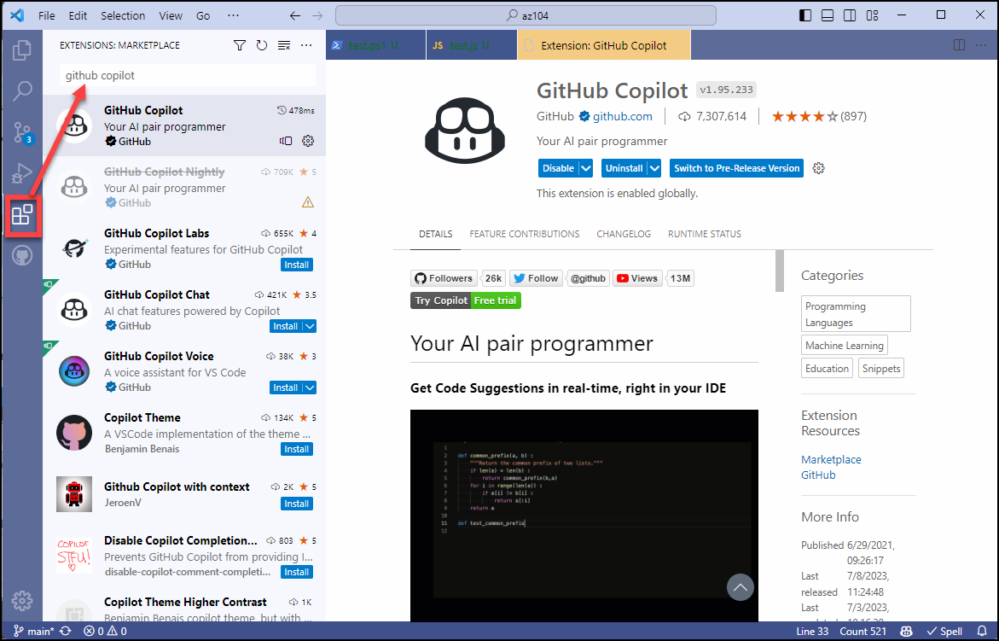 File Edit Selection View Go ··· az104
EXTENSIONS: MARKETPLACE
github copilot
GitHub Copilot 478ms
Your AI pair programmer
GitHub
GitHub Copilot Nightly 709K 5
Your AI pair programmer
GitHub
GitHub Copilot Labs 655K 4
Experimental features for GitHub Copilot
GitHub Install
GitHub Copilot Chat 421K 3.5
AI chat features powered by Copilot
GitHub Install
GitHub Copilot Voice 38K 3
A voice assistant for VS Code
GitHub Install
Copilot Theme 134K 5
A VSCode implementation of the theme ...
Benjamin Benais Install
Github Copilot with context 2K 5
JeroenV Install
COPILOT
STFU!
Disable Copilot Completion... 803 5
Prevents GitHub Copilot from providing I...
disable-copilot-comment-completi... Install
Copilot Theme Higher Contrast 1K
Benjamin Benais copilot theme, but with ...
3
test.ps1 U JS test.js U Extension: GitHub Copilot
GitHub Copilot v1.95.233
GitHub github.com 7,307,614 (897)
Your AI pair programmer
Disable Uninstall Switch to Pre-Release Version
This extension is enabled globally.
DETAILS FEATURE CONTRIBUTIONS CHANGELOG RUNTIME STATUS
Followers 26k Follow @github Views 13M
Try Copilot Free trial
Your AI pair programmer
Get Code Suggestions in real-time, right in your IDE
1
2 def common_prefix(a, b) :
3 """Return the common prefix of two lists."""
4 if len(a) < len(b) :
5 return common_prefix(b,a)
6 for i in range(len(a)) :
7 if a[i] != b[i] :
8 return a[:i]
9 return a
10
11 def test_common_prefix
12
Categories
Programming
Languages
Machine Learning
Education Snippets
Extension
Resources
Marketplace
GitHub
More Info
Published 6/29/2021,
09:26:17
Last 7/8/2023,
released 11:24:48
Last 7/3/2023,
main* 0 0 Line 33 Count 521 Spell